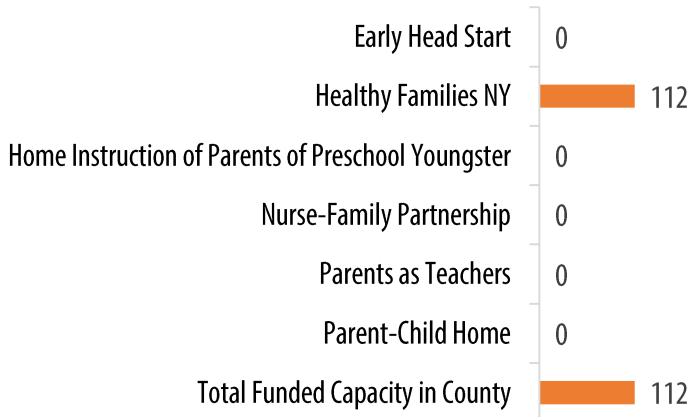 Early Head Start 0
Healthy Families NY 112
Home Instruction of Parents of Preschool Youngster 0
Nurse-Family Partnership 0
Parents as Teachers 0
Parent-Child Home 0
Total Funded Capacity in County 112